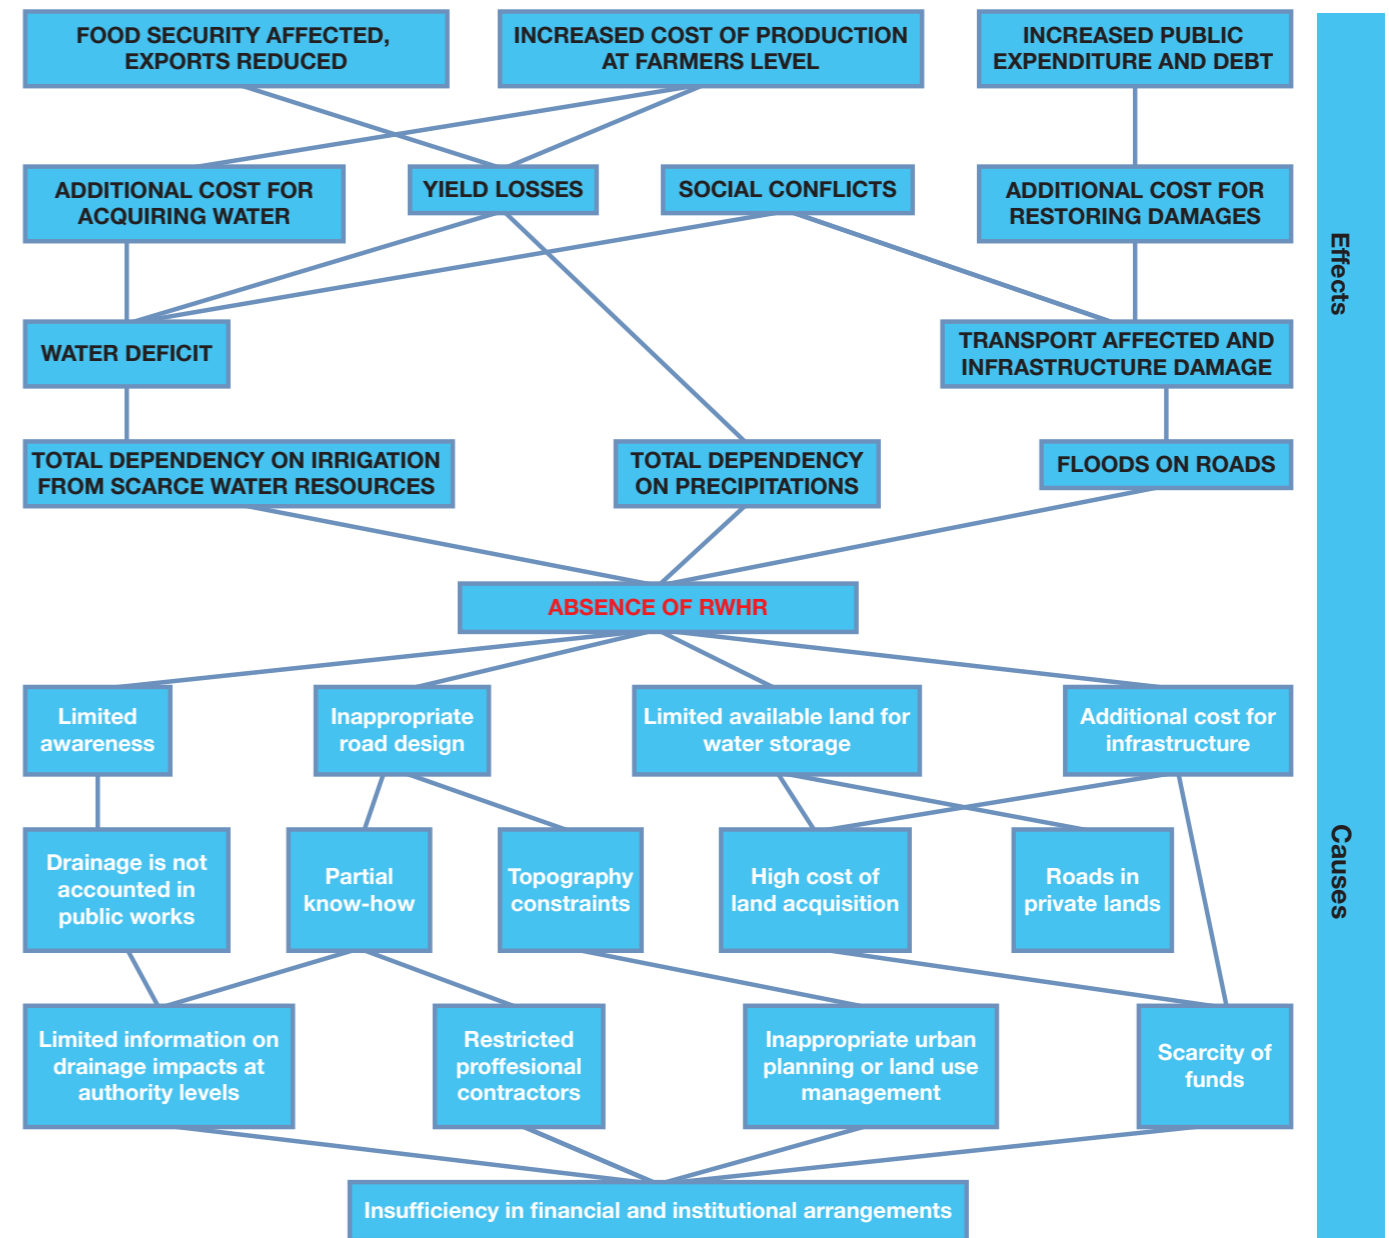 FOOD SECURITY AFFECTED,
EXPORTS REDUCED
INCREASED COST OF PRODUCTION
AT FARMERS LEVEL
INCREASED PUBLIC
EXPENDITURE AND DEBT
ADDITIONAL COST FOR
ACQUIRING WATER
YIELD LOSSES
SOCIAL CONFLICTS
ADDITIONAL COST FOR
RESTORING DAMAGES
WATER DEFICIT
TRANSPORT AFFECTED AND
INFRASTRUCTURE DAMAGE
TOTAL DEPENDENCY ON IRRIGATION
FROM SCARCE WATER RESOURCES
TOTAL DEPENDENCY
ON PRECIPITATIONS
FLOODS ON ROADS
Effects
ABSENCE OF RWHR
Limited
awareness
Inappropriate
road design
Limited available land for
water storage
Additional cost for
infrastructure
Drainage is not
accounted in
public works
Partial
know-how
Topography
constraints
High cost of
land acquisition
Roads in
private lands
Limited information on
drainage impacts at
authority levels
Restricted
proffesional
contractors
Inappropriate urban
planning or land use
management
Scarcity of
funds
Insufficiency in financial and institutional arrangements
Causes